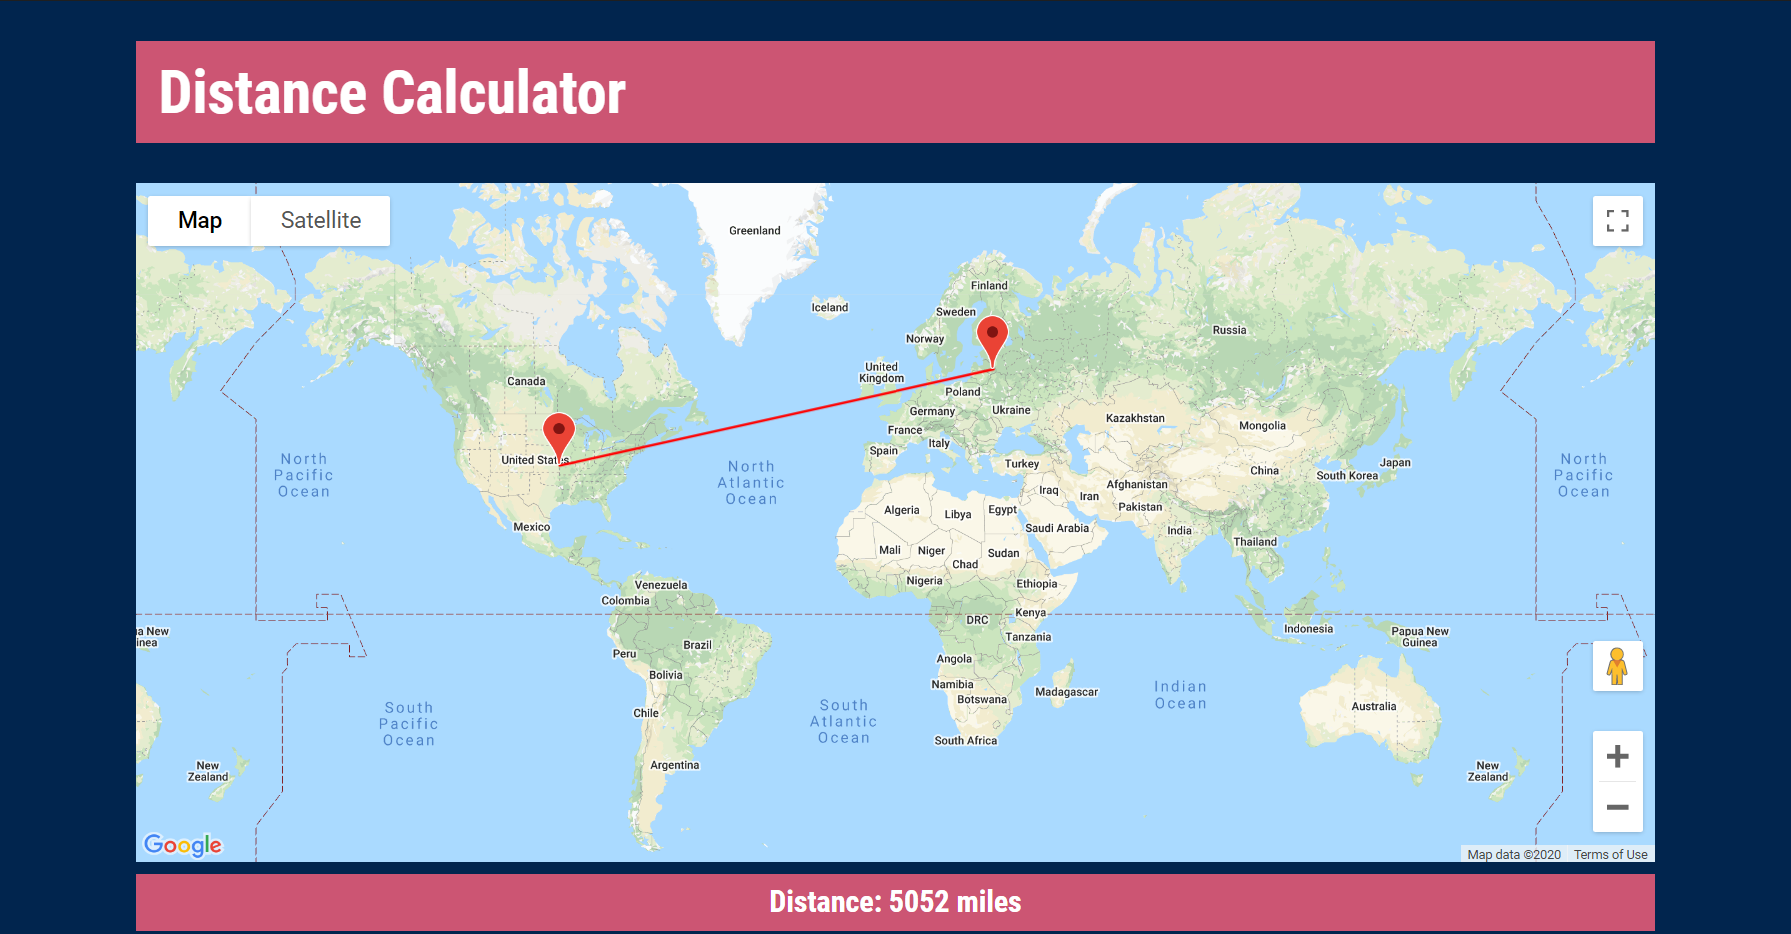 Distance Calculator
Map
Satellite
Greenland
Finland
Iceland
Sweden
Norway
Russia
United
Kingdom
Canada
Poland
Germany
Ukraine
Kazakhstan
Mongolia
France
Italy
Spain
Turkey
United States
China
Japan
South Korea
North
Pacific
Ocean
North
Atlantic
Ocean
North
Pacific
Ocean
Afghanistan
Iraq
Iran
Pakistan
Algeria
Libya
Egypt
Saudi Arabia
India
Mexico
Thailand
Mali
Niger
Sudan
Chad
Nigeria
Ethiopia
Venezuela
Colombia
Kenya
DRC
Indonesia
Papua New
Guinea
a New
inea
Tanzania
Brazil
Peru
Angola
Bolivia
Namibia
Botswana
Madagascar
Indian
Ocean
Australia
South
Pacific
Ocean
South
Atlantic
Ocean
Chile
South Africa
Argentina
New
Zealand
New
Zealand
Google
Map data ©2020
Terms of Use
Distance: 5052 miles